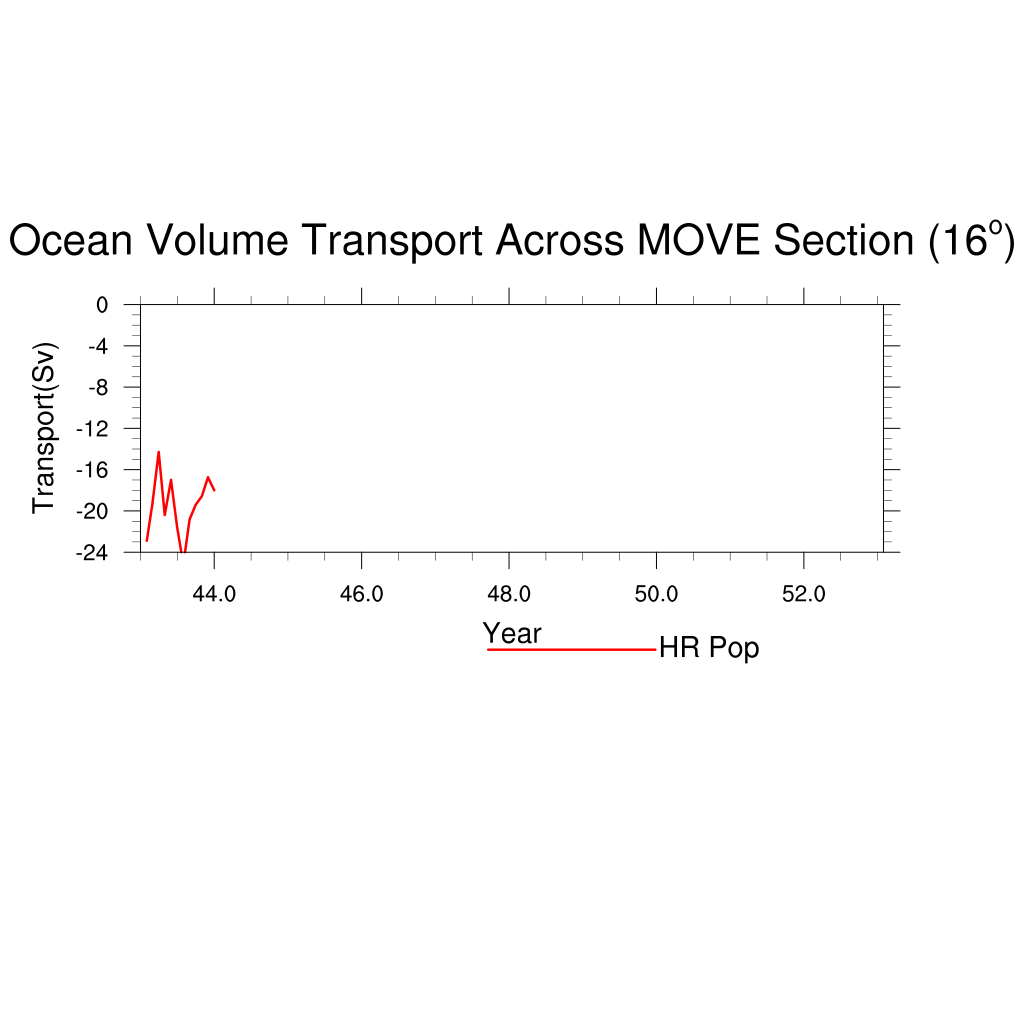 Ocean Volume Transport Across MOVE Section (16°)
Transport(Sv)
0
-4
-8
-12
-16
-20
-24
44.0 46.0 48.0 50.0 52.0
Year
HR Pop